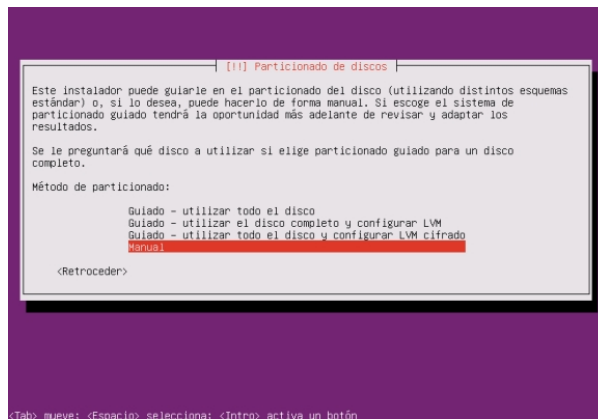 [!!] Particionado de discos
Este instalador puede guiarle en el particionado del disco (utilizando distintos esquemas
estándar) o, si lo desea, puede hacerlo de forma manual. Si escoge el sistema de
particionado guiado tendrá la oportunidad más adelante de revisar y adaptar los
resultados.
Se le preguntará qué disco a utilizar si elige particionado guiado para un disco
completo.
Método de particionado:
Guiado - utilizar todo el disco
Guiado - utilizar el disco completo y configurar LVM
Guiado - utilizar todo el disco y configurar LVM cifrado
Manual
<Retroceder>
<Tab> mueve; <Espacio> selecciona; <Intro> activa un botón